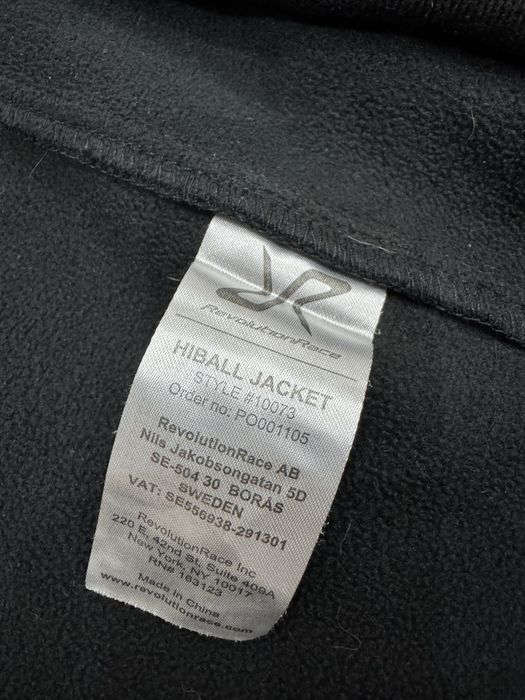 R
RevolutionRace
HIBALL JACKET
STYLE #10073
Order no; PO001105
RevolutionRace AB
Nils Jakobsongatan 5D
SE-504 30 BORÅS
SWEDEN
VAT: SE556938-291301
RevolutionRace Inc
220 E, 42nd St, Suite 409A
New York, NY 10017
RN# 163123
Made in China
www.revolutionrace.com